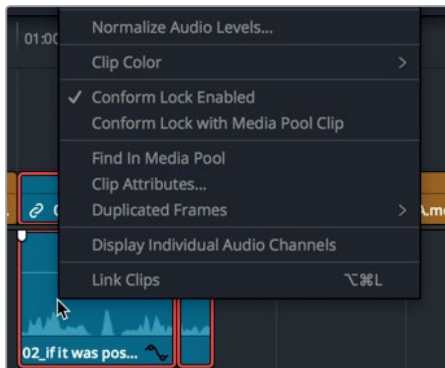 Normalize Audio Levels...
01:00
Clip Color >
✓ Conform Lock Enabled
Conform Lock with Media Pool Clip
Find In Media Pool
Clip Attributes...
Duplicated Frames >
Display Individual Audio Channels
Link Clips ⌥⌘L
02_if it was pos...